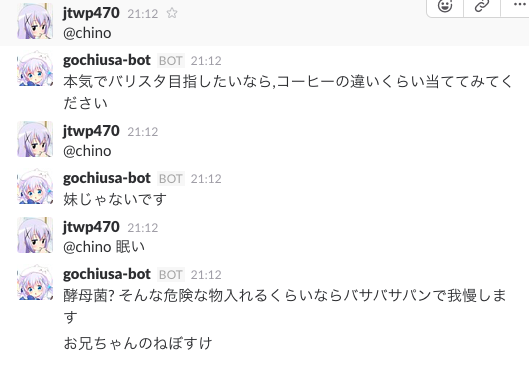 jtwp470 21:12
@chino
gochiusa-bot BOT 21:12
本気でバリスタ目指したいなら,コーヒーの違いくらい当ててみてく
ださい
jtwp470 21:12
@chino
gochiusa-bot BOT 21:12
妹じゃないです
jtwp470 21:12
@chino 眠い
gochiusa-bot BOT 21:12
酵母菌? そんな危険な物入れるくらいならバサバサパンで我慢しま
す
お兄ちゃんのねぼすけ